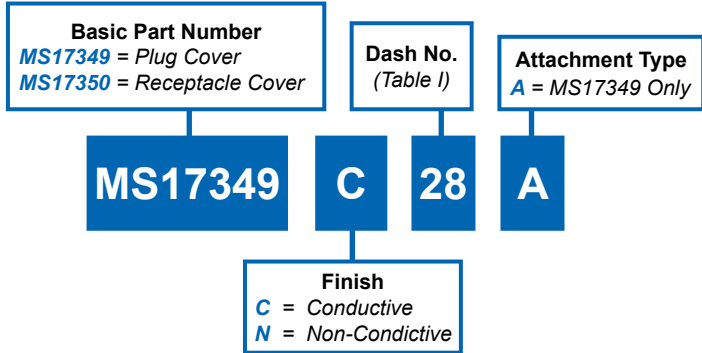 Basic Part Number
MS17349 = Plug Cover
MS17350 = Receptacle Cover
Dash No.
(Table I)
Attachment Type
A = MS17349 Only
MS17349 C 28 A
Finish
C = Conductive
N = Non-Condictive